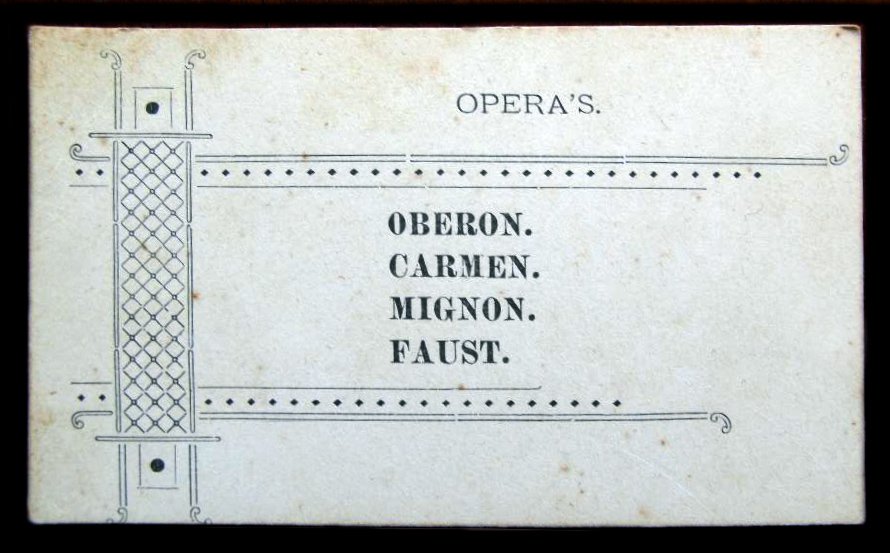 OPERA'S.
OBERON.
CARMEN.
MIGNON.
FAUST.